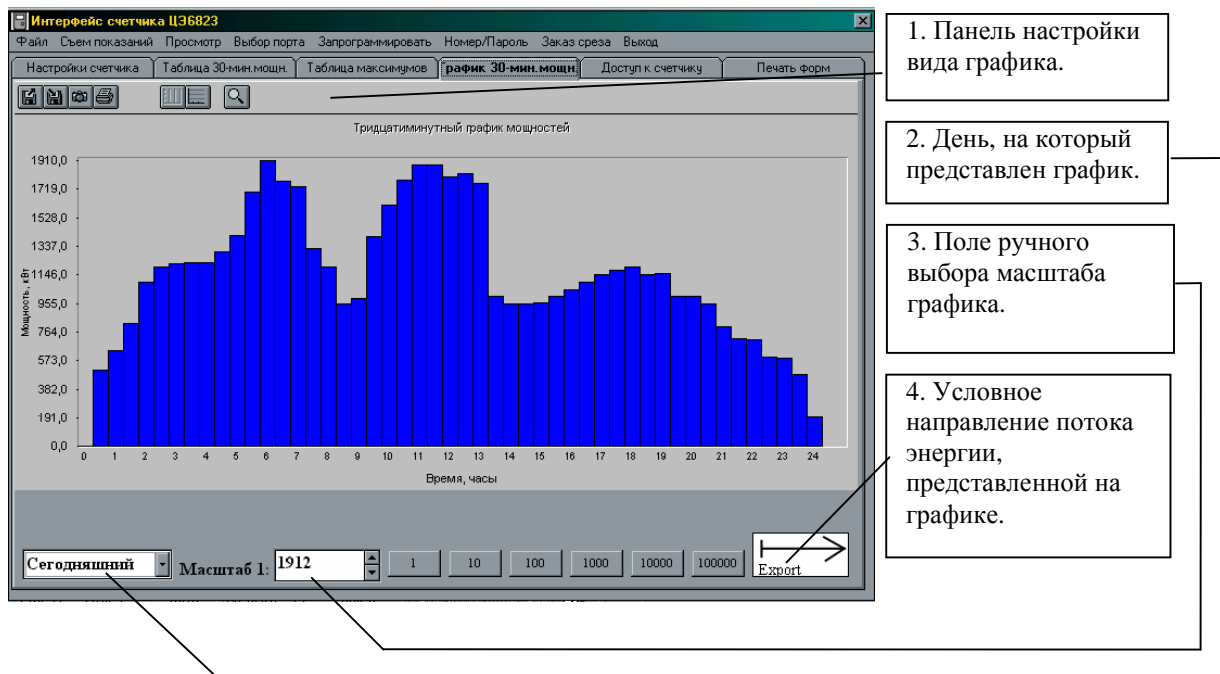 Интерфейс счетчика ЦЭ6823
Файл Съем показаний Просмотр Выбор порта Запрограммировать Номер/Пароль Заказ среза Выход
Настройки счетчика Таблица 30-мин.мощн. Таблица максимумов рафик 30-мин.мощн. Доступ к счетчику Печать форм
Тридцатиминутный график мощностей
Мощность, кВт
1910,0
1719,0
1528,0
1337,0
1146,0
955,0
764,0
573,0
382,0
191,0
0,0
0 1 2 3 4 5 6 7 8 9 10 11 12 13 14 15 16 17 18 19 20 21 22 23 24
Время, часы
Сегодняшний Масштаб 1: 1912 1 10 100 1000 10000 100000 Export
1. Панель настройки
вида графика.
2. День, на который
представлен график.
3. Поле ручного
выбора масштаба
графика.
4. Условное
направление потока
энергии,
представленной на
графике.